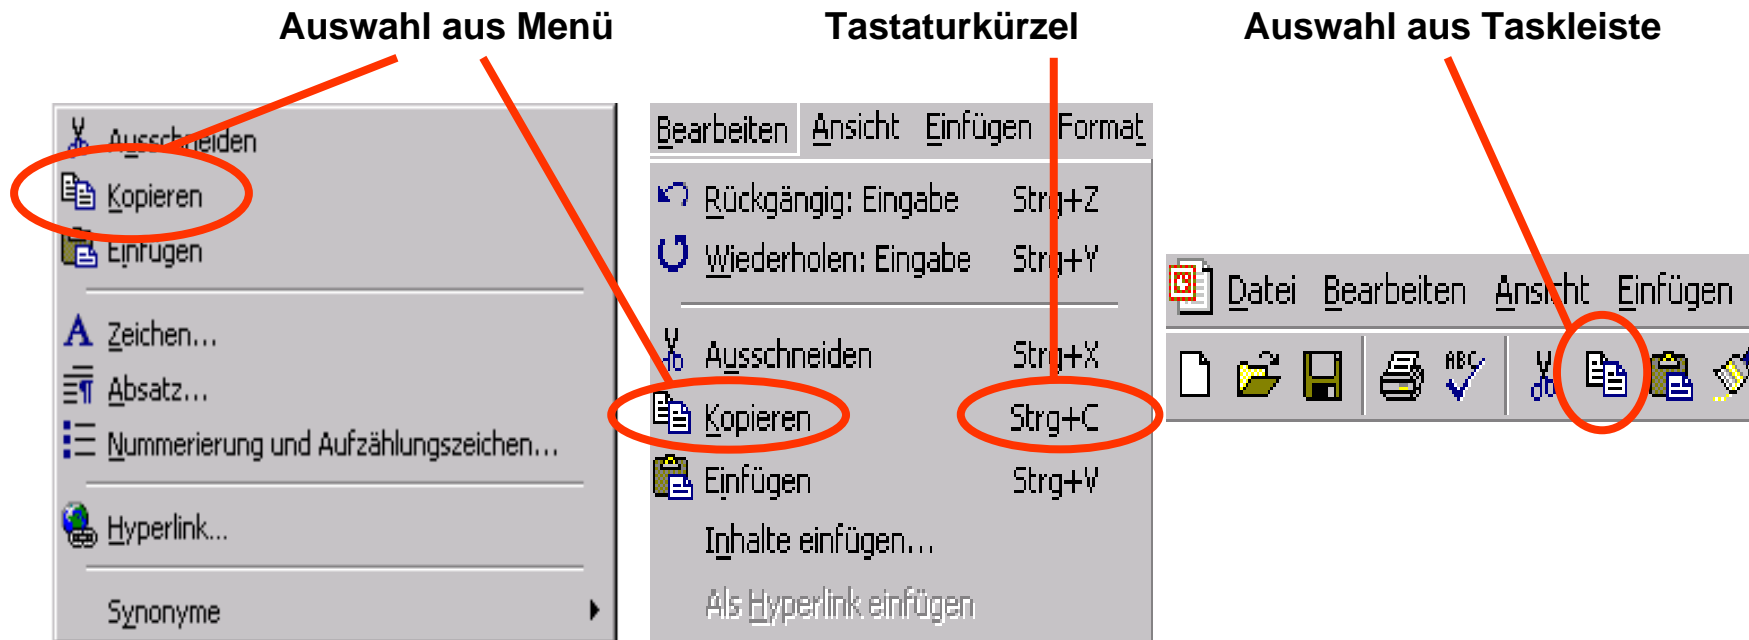 Auswahl aus Menü
Tastaturkürzel
Auswahl aus Taskleiste
Ausschneiden
Kopieren
Einfügen
Zeichen...
Absatz...
Nummerierung und Aufzählungszeichen...
Hyperlink...
Synonyme
Bearbeiten Ansicht Einfügen Format
Rückgängig: Eingabe Strg+Z
Wiederholen: Eingabe Strg+Y
Ausschneiden Strg+X
Kopieren Strg+C
Einfügen Strg+V
Inhalte einfügen...
Als Hyperlink einfügen
Datei Bearbeiten Ansicht Einfügen
ABC